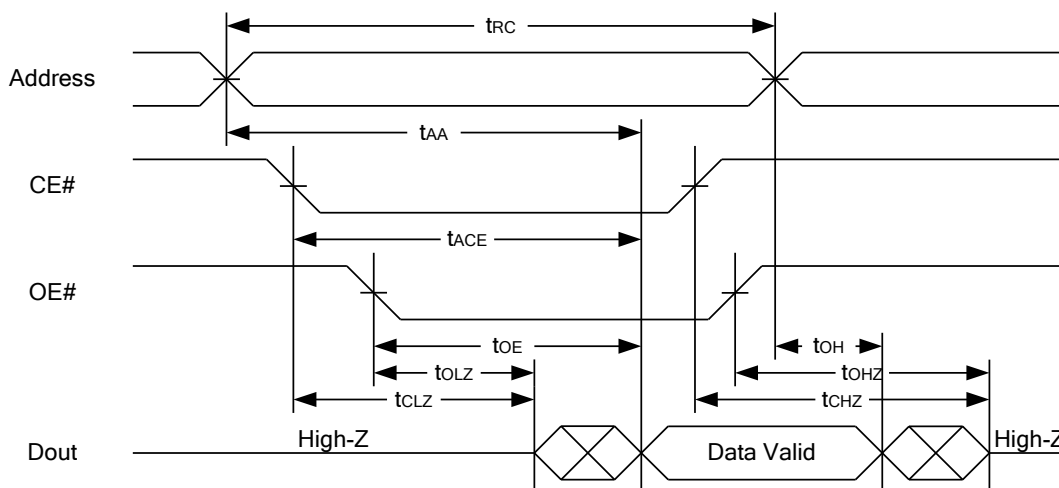 tRC
Address
tAA
CE#
tACE
OE#
tOE
tOH
tOLZ
tOHZ
tCLZ
tCHZ
High-Z
High-Z
Dout
Data Valid